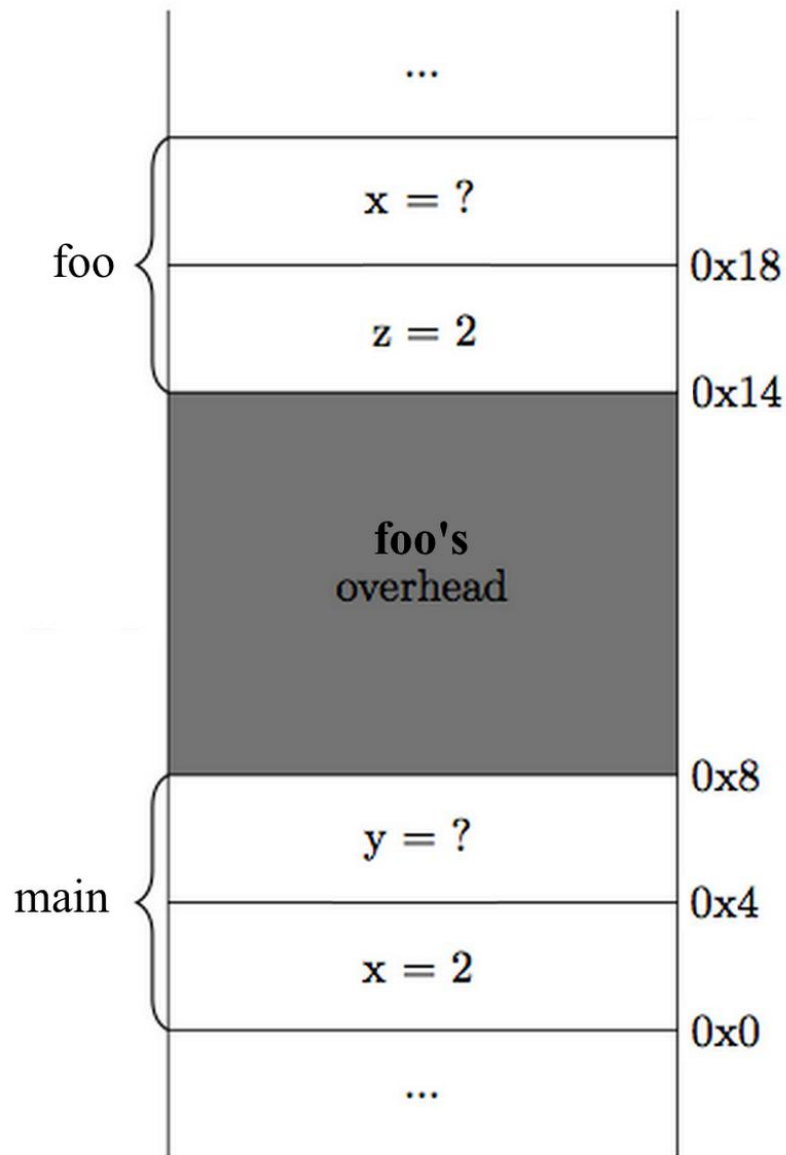 ...
x = ?
foo
0x18
z = 2
0x14
foo's
overhead
0x8
y = ?
main
0x4
x = 2
0x0
...